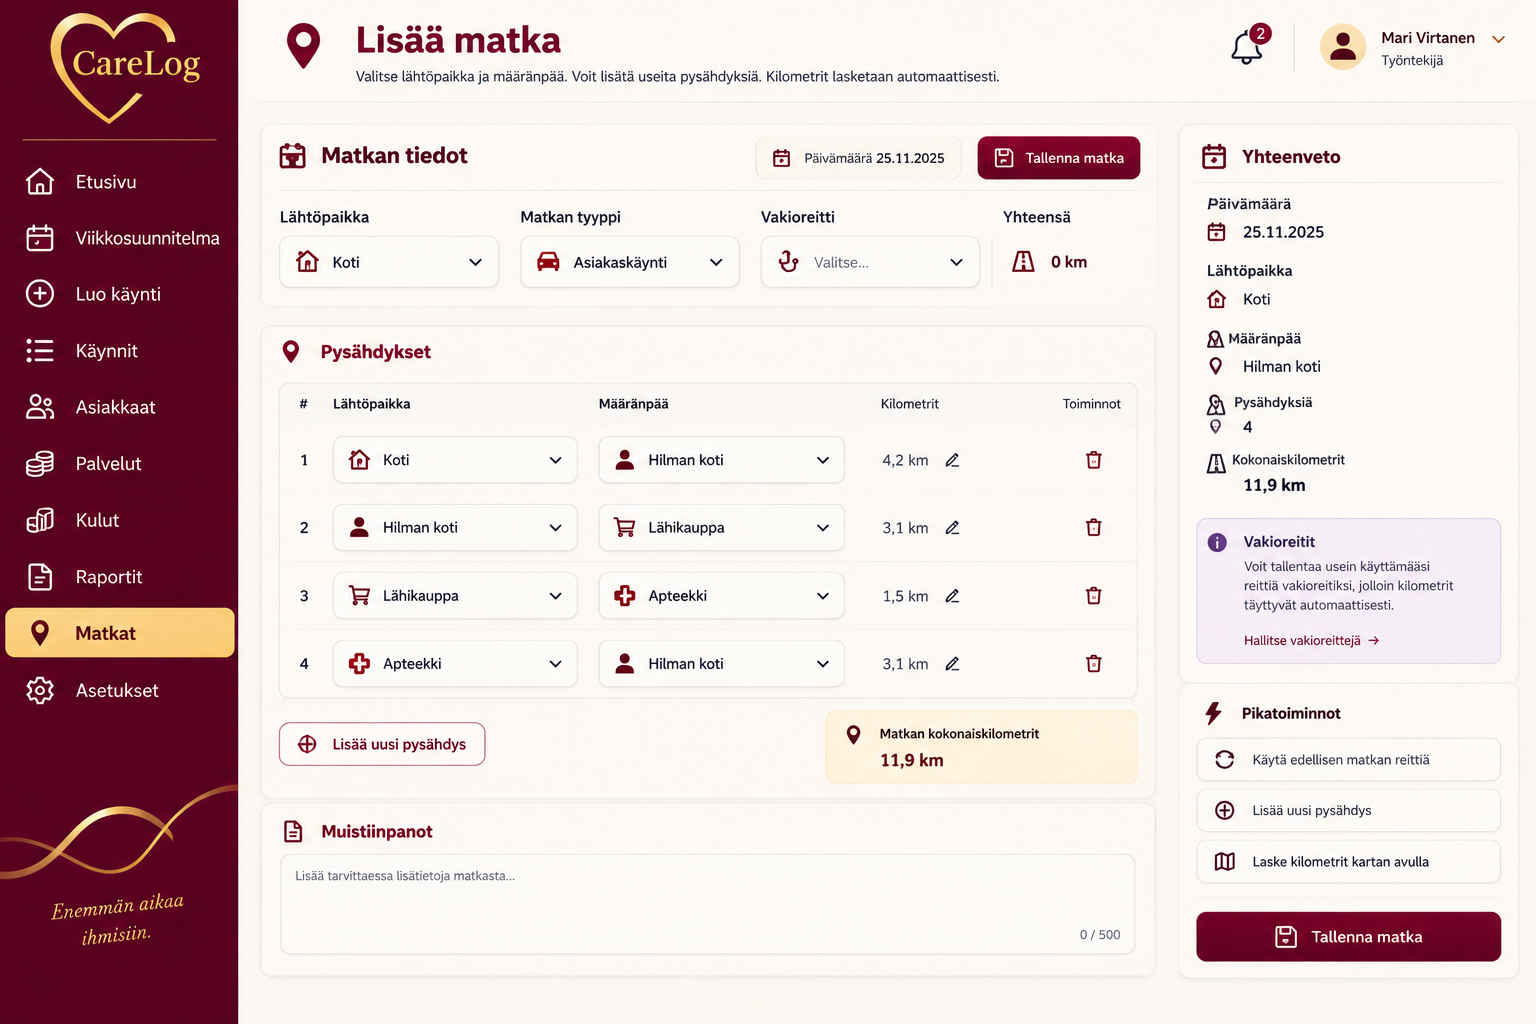 CareLog
Etusivu
Viikkosuunnitelma
Luo käynti
Käynnit
Asiakkaat
Palvelut
Kulut
Raportit
Matkat
Asetukset
Enemmän aikaa
ihmisiin.
Lisää matka
Valitse lähtöpaikka ja määränpää. Voit lisätä useita pysähdyksiä. Kilometrit lasketaan automaattisesti.
2
Mari Virtanen
Työntekijä
Matkan tiedot
Päivämäärä 25.11.2025
Tallenna matka
Lähtöpaikka
Matkan tyyppi
Vakioreitti
Yhteensä
Koti
Asiakaskäynti
Valitse...
0 km
Pysähdykset
# Lähtöpaikka Määränpää Kilometrit Toiminnot
1 Koti Hilman koti 4,2 km
2 Hilman koti Lähikauppa 3,1 km
3 Lähikauppa Apteekki 1,5 km
4 Apteekki Hilman koti 3,1 km
Lisää uusi pysähdys
Matkan kokonaiskilometrit
11,9 km
Muistiinpanot
Lisää tarvittaessa lisätietoja matkasta...
0 / 500
Yhteenveto
Päivämäärä
25.11.2025
Lähtöpaikka
Koti
Määränpää
Hilman koti
Pysähdyksiä
4
Kokonaiskilometrit
11,9 km
Vakioreitit
Voit tallentaa usein käyttämääsi
reittiä vakioreitiksi, jolloin kilometrit
täyttyvät automaattisesti.
Hallitse vakioreittejä →
Pikatoiminnot
Käytä edellisen matkan reittiä
Lisää uusi pysähdys
Laske kilometrit kartan avulla
Tallenna matka